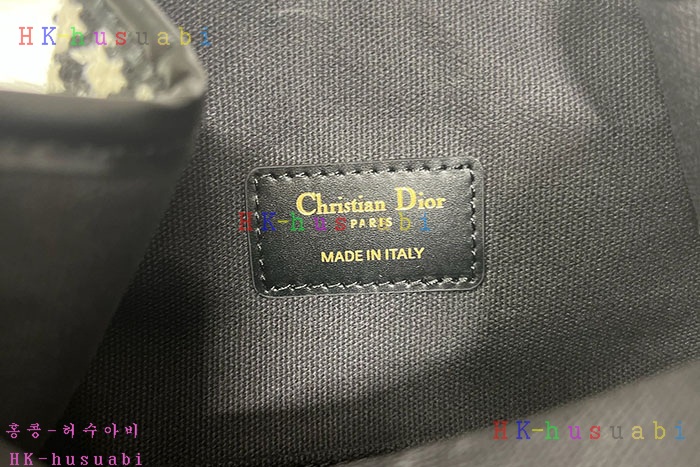 HK-husuabi
Christian Dior
HK-husuabi
PARIS
MADE IN ITALY
홍콩-허수아비
HK-husuabi
HK-husuabi